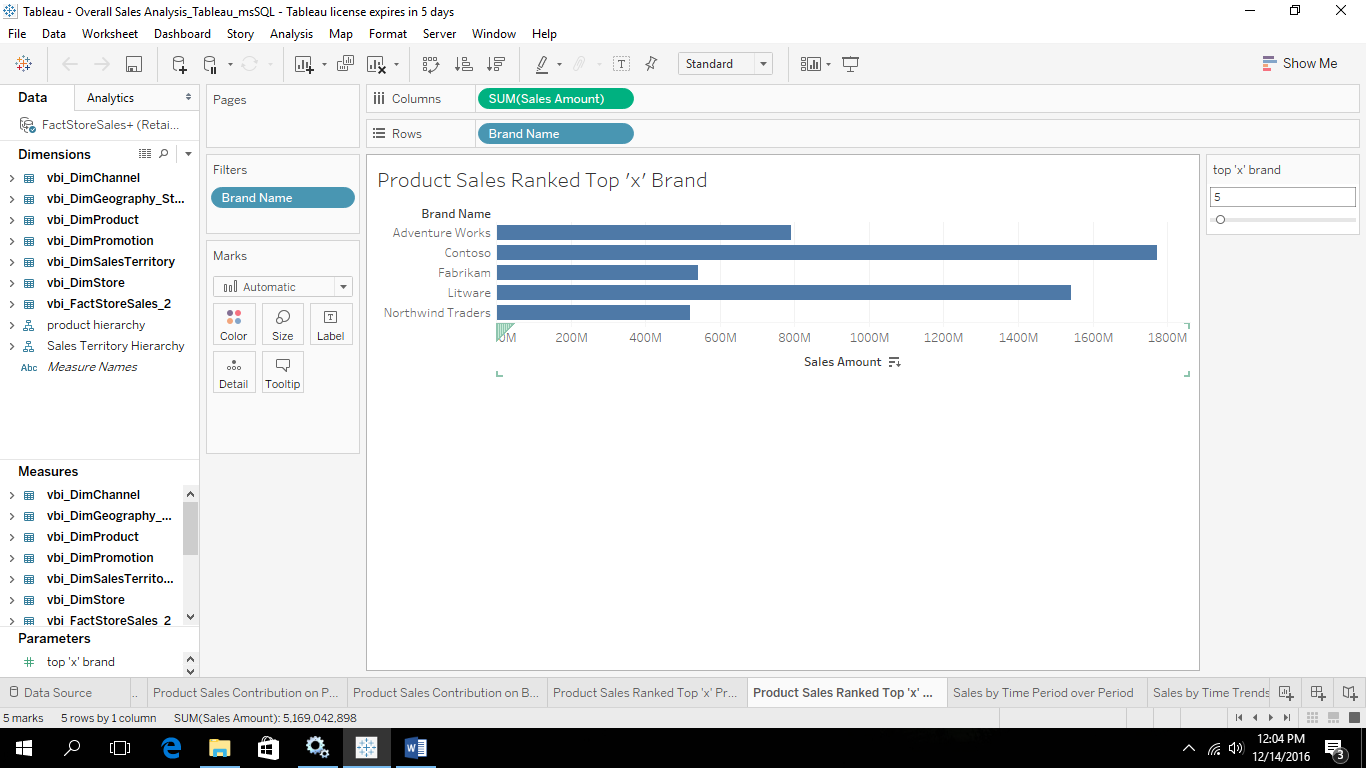 Tableau - Overall Sales Analysis_Tableau_msSQL - Tableau license expires in 5 days
File Data Worksheet Dashboard Story Analysis Map Format Server Window Help
Standard
Show Me
Data Analytics
FactStoreSales+ (Retai...
Dimensions
vbi_DimChannel
vbi_DimGeography_St...
vbi_DimProduct
vbi_DimPromotion
vbi_DimSalesTerritory
vbi_DimStore
vbi_FactStoreSales_2
product hierarchy
Sales Territory Hierarchy
Abc Measure Names
Measures
vbi_DimChannel
vbi_DimGeography_...
vbi_DimProduct
vbi_DimPromotion
vbi_DimSalesTerrito...
vbi_DimStore
vbi_FactStoreSales_2
Parameters
top 'x' brand
Pages
Filters
Brand Name
Marks
Automatic
Color Size Label
Detail Tooltip
Columns SUM(Sales Amount)
Rows Brand Name
Product Sales Ranked Top 'x' Brand
Brand Name
Adventure Works
Contoso
Fabrikam
Litware
Northwind Traders
0M 200M 400M 600M 800M 1000M 1200M 1400M 1600M 1800M
Sales Amount
top 'x' brand
5
Data Source .. Product Sales Contribution on P... Product Sales Contribution on B... Product Sales Ranked Top 'x' Pr... Product Sales Ranked Top 'x' ... Sales by Time Period over Period Sales by Time Trends
5 marks 5 rows by 1 column SUM(Sales Amount): 5,169,042,898
12:04 PM
12/14/2016
3